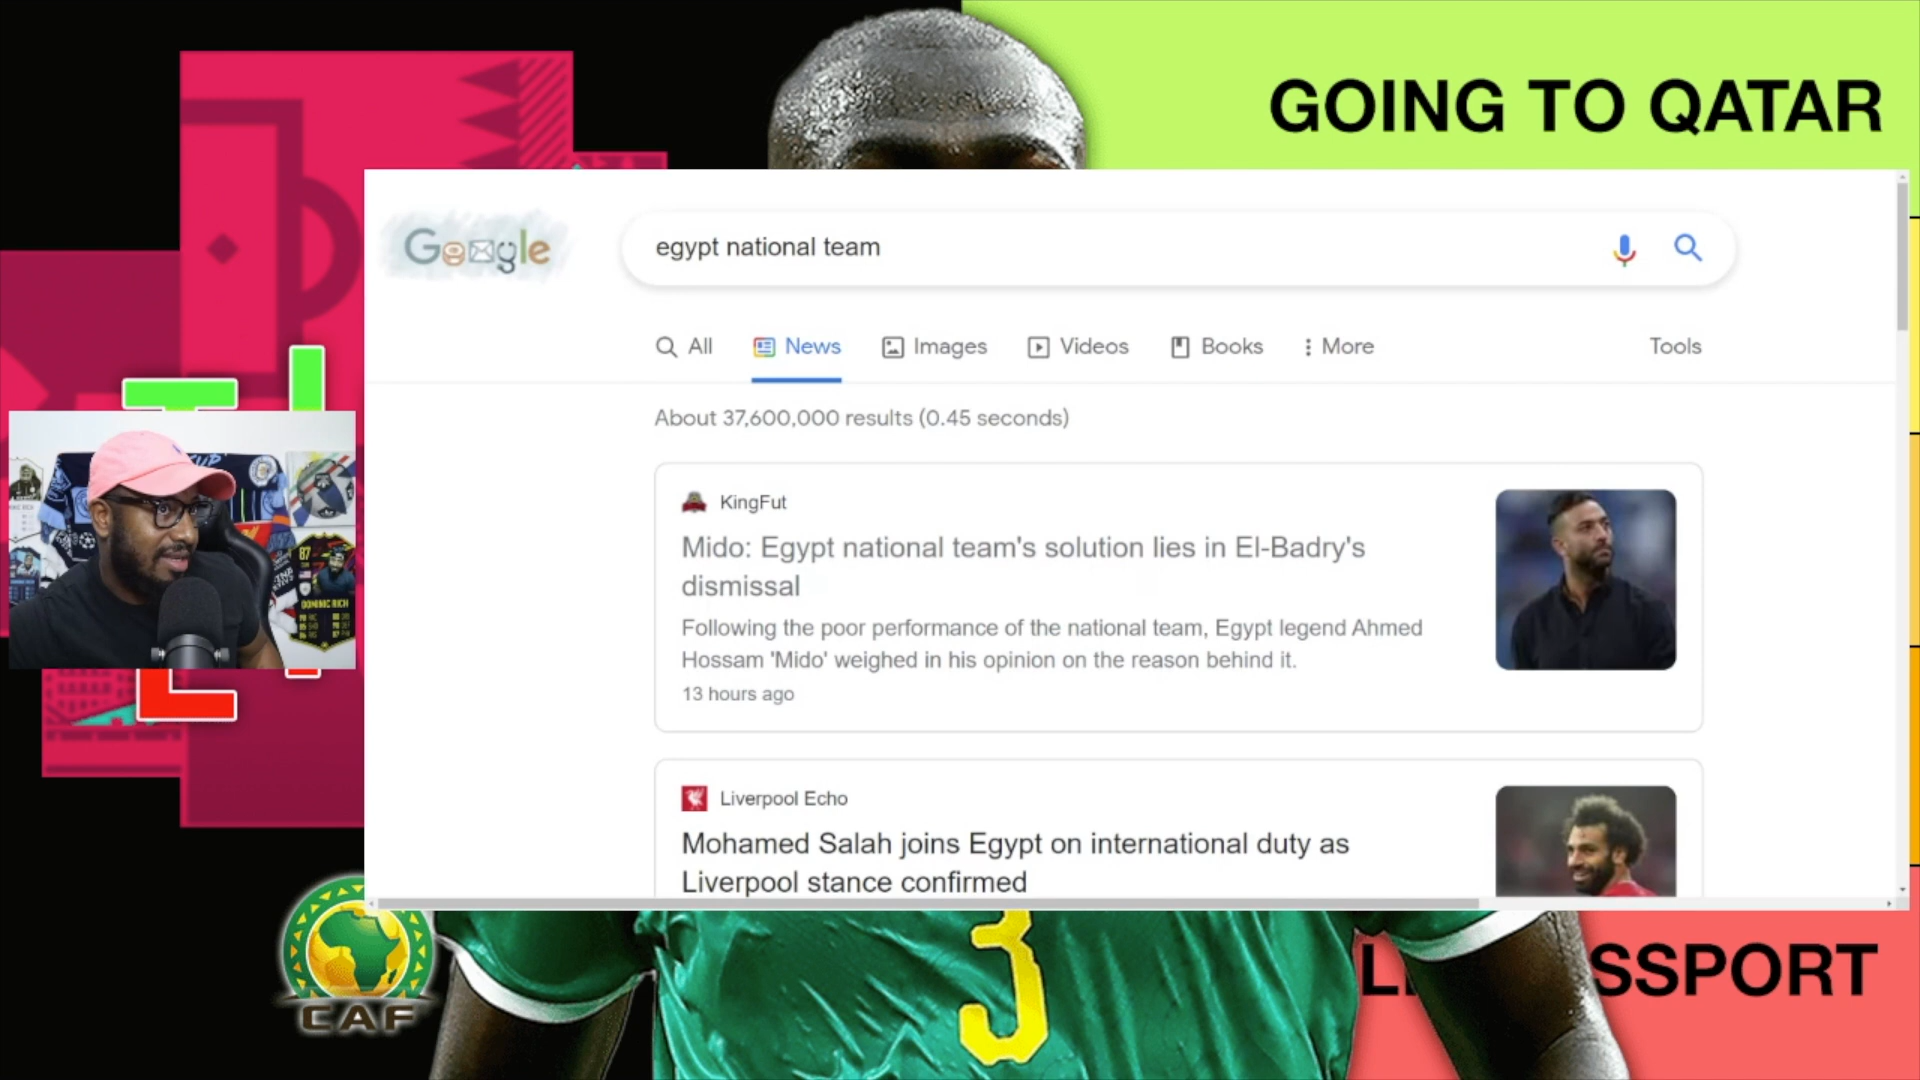 GOING TO QATAR
Google
egypt national team
All
News
Images
Videos
Books
More
Tools
About 37,600,000 results (0.45 seconds)
KingFut
Mido: Egypt national team's solution lies in El-Badry's
dismissal
Following the poor performance of the national team, Egypt legend Ahmed
Hossam 'Mido' weighed in his opinion on the reason behind it.
13 hours ago
Liverpool Echo
Mohamed Salah joins Egypt on international duty as
Liverpool stance confirmed
87
DOMINIC RICH
3
CAF
SSPORT